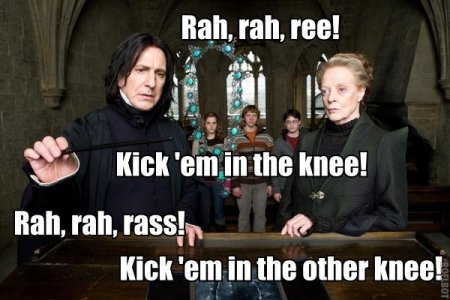 Rah, rah, ree!
Kick 'em in the knee!
Rah, rah, rass!
Kick 'em in the other knee!